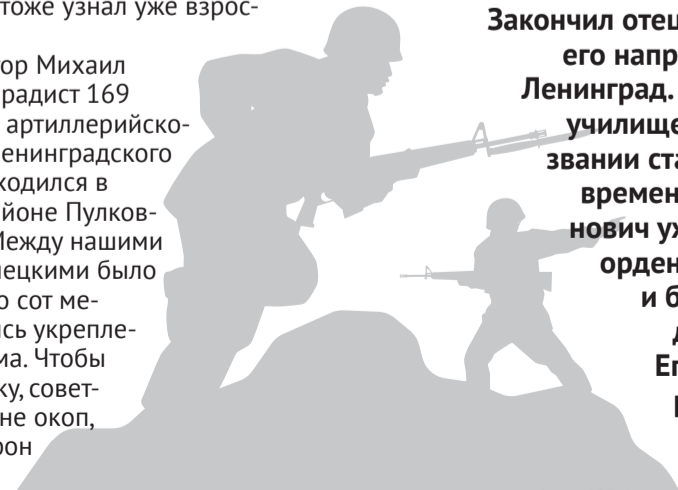 тоже узнал уже взрос-
ор Михаил
радист 169
артиллерийско-
енинградского
ходился в
йоне Пулков-
Между нашими
ецкими было
о сот ме-
сь укрепле-
ма. Чтобы
ку, совет-
не окоп,
рон
Закончил отец
его напр
Ленинград.
училище
звании ста
времен
нович уж
орден
и б
Ег